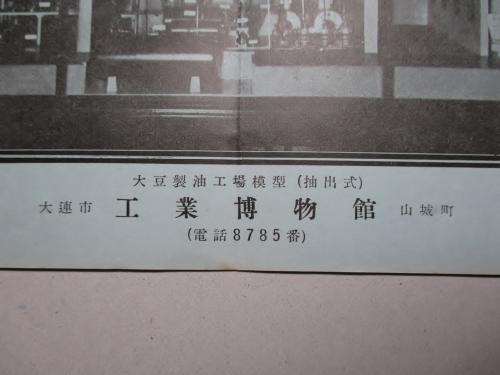 大豆製油工場模型(抽出式)
大連市 工業博物館 山城町
(電話8785番)